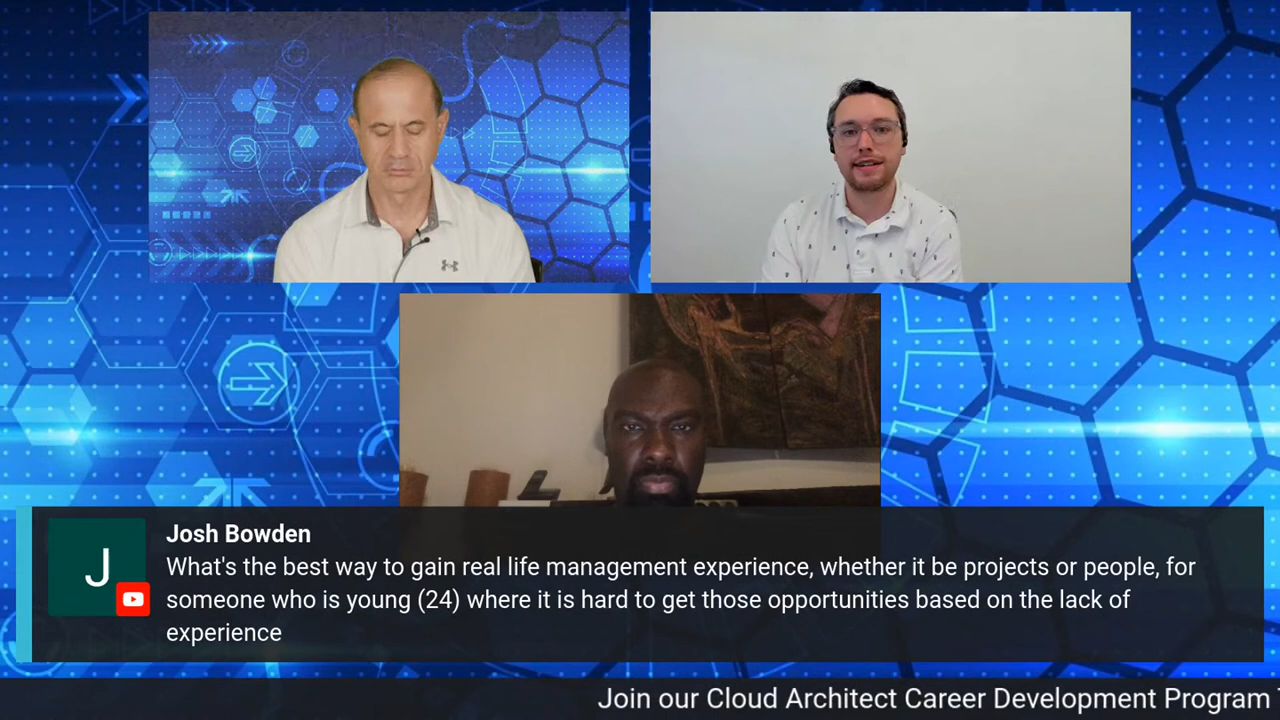 Josh Bowden
J
What's the best way to gain real life management experience, whether it be projects or people, for
someone who is young (24) where it is hard to get those opportunities based on the lack of
experience
Join our Cloud Architect Career Development Program